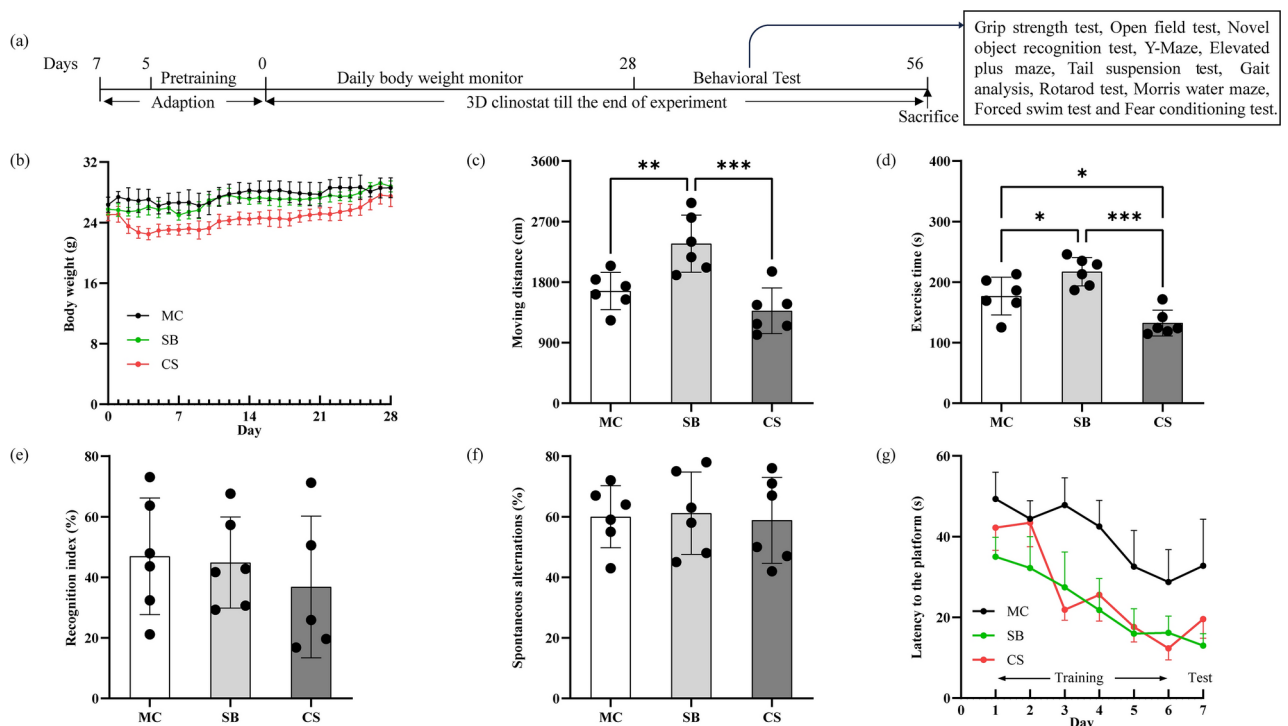 (a)
Days 7 5 0 28 56
Pretraining Daily body weight monitor Behavioral Test
Adaption 3D clinostat till the end of experiment
Sacrifice
Grip strength test, Open field test, Novel
object recognition test, Y-Maze, Elevated
plus maze, Tail suspension test, Gait
analysis, Rotarod test, Morris water maze,
Forced swim test and Fear conditioning test.
(b)
Body weight (g)
32
24
16
8
0
MC
SB
CS
0 7 14 21 28
Day
(c)
Moving distance (cm)
3600
2700
1800
900
0
** ***
MC SB CS
(d)
Exercise time (s)
400
300
200
100
0
*
* ***
MC SB CS
(e)
Recognition index (%)
80
60
40
20
0
MC SB CS
(f)
Spontaneous alternations (%)
80
60
40
20
0
MC SB CS
(g)
Latency to the platform (s)
60
40
20
0
MC
SB
CS
Training Test
0 1 2 3 4 5 6 7
Day